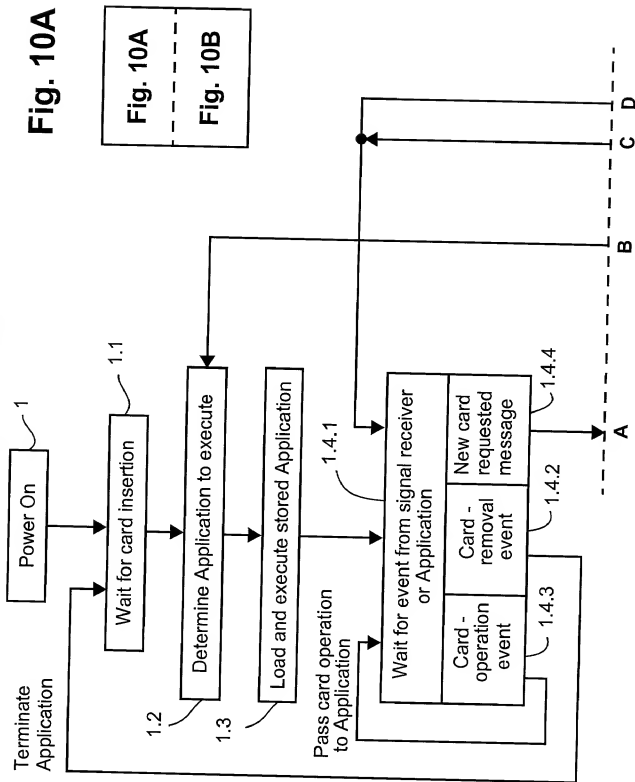 Fig. 10A
Fig. 10A
Fig. 10B
1
Power On
Terminate
Application
1.1
Wait for card insertion
Determine Application to execute
1.2
Load and execute stored Application
1.3
Pass card operation
to Application
1.4.1
Wait for event from signal receiver
or Application
Card -
operation
event
Card -
removal
event
New card
requested
message
1.4.3
1.4.2
1.4.4
A
B
C
D